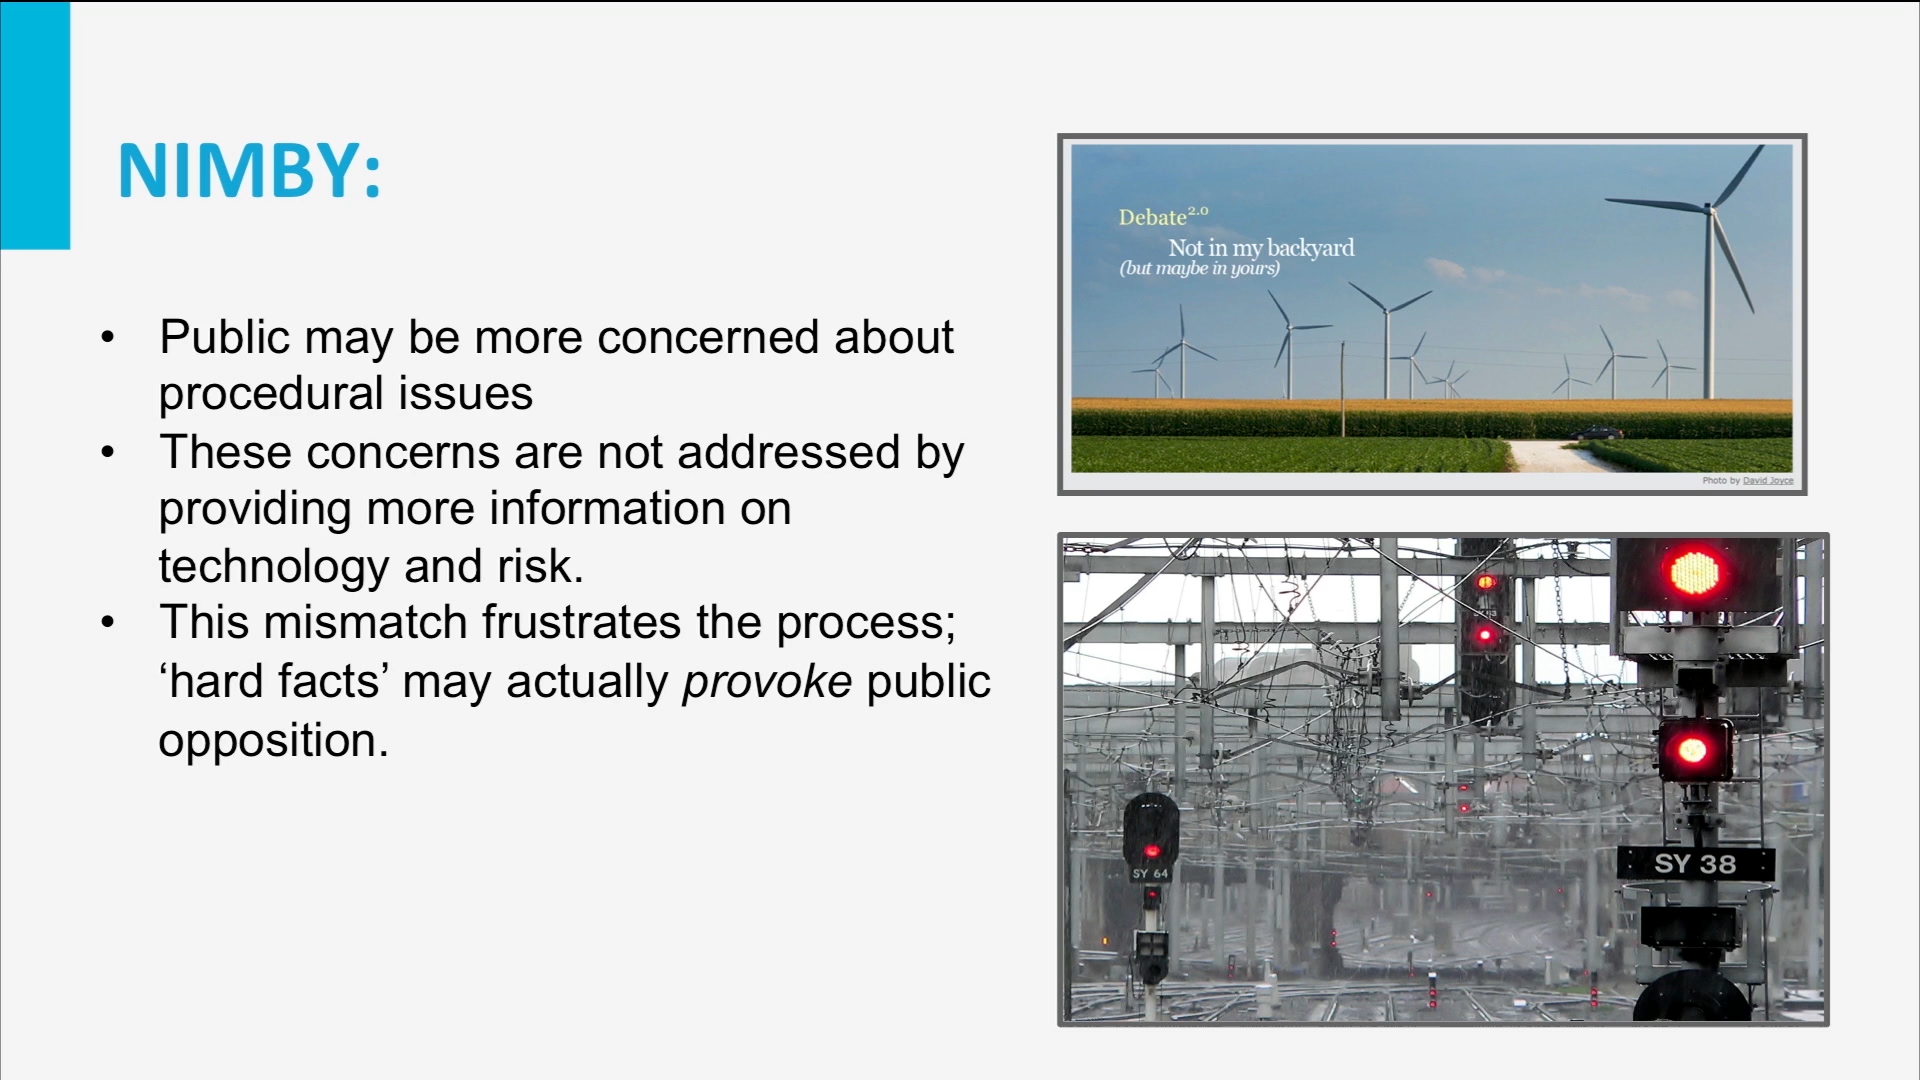 NIMBY:
• Public may be more concerned about
procedural issues
• These concerns are not addressed by
providing more information on
technology and risk.
• This mismatch frustrates the process;
‘hard facts’ may actually provoke public
opposition.
Debate2.0
Not in my backyard
(but maybe in yours)
Photo by David Joyce
SY 38
SY 64